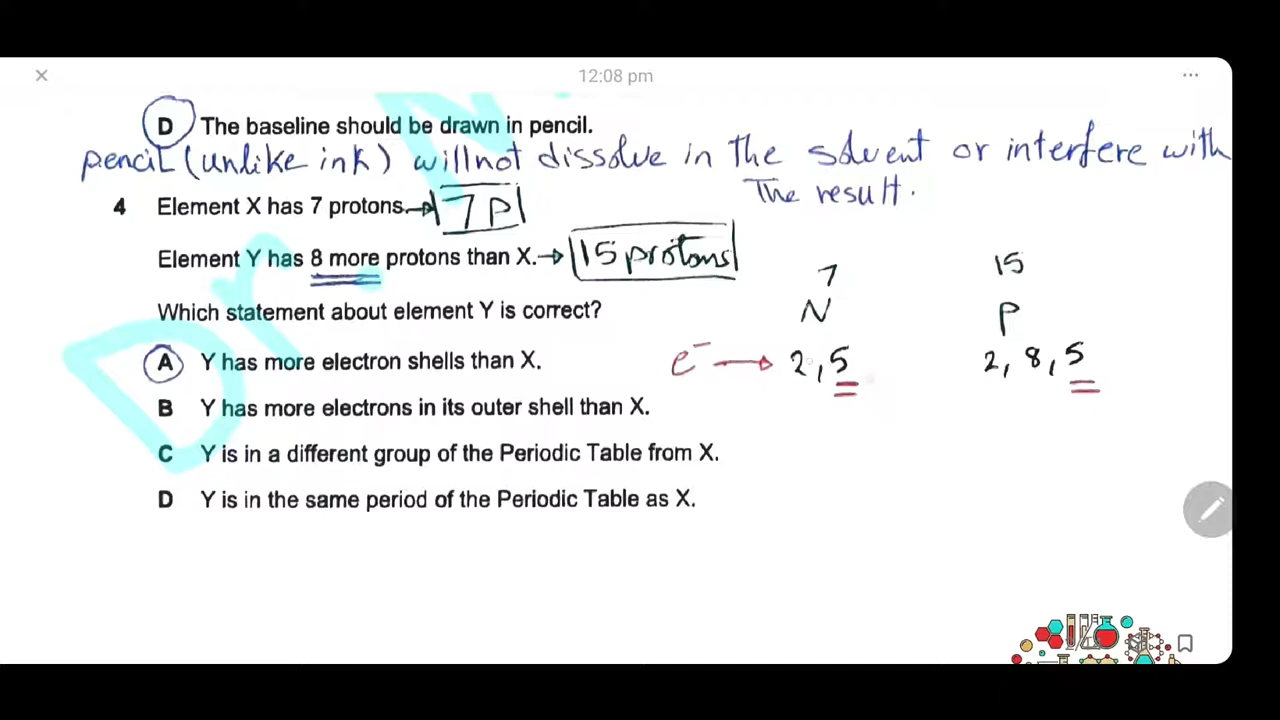 12:08 pm
D The baseline should be drawn in pencil.
pencil (unlike ink) will not dissolve in the solvent or interfere with
The result.
4 Element X has 7 protons. → 7 P
Element Y has 8 more protons than X. → 15 protons
7 15
Which statement about element Y is correct? N P
A Y has more electron shells than X. e⁻ → 2,5 2,8,5
B Y has more electrons in its outer shell than X.
C Y is in a different group of the Periodic Table from X.
D Y is in the same period of the Periodic Table as X.